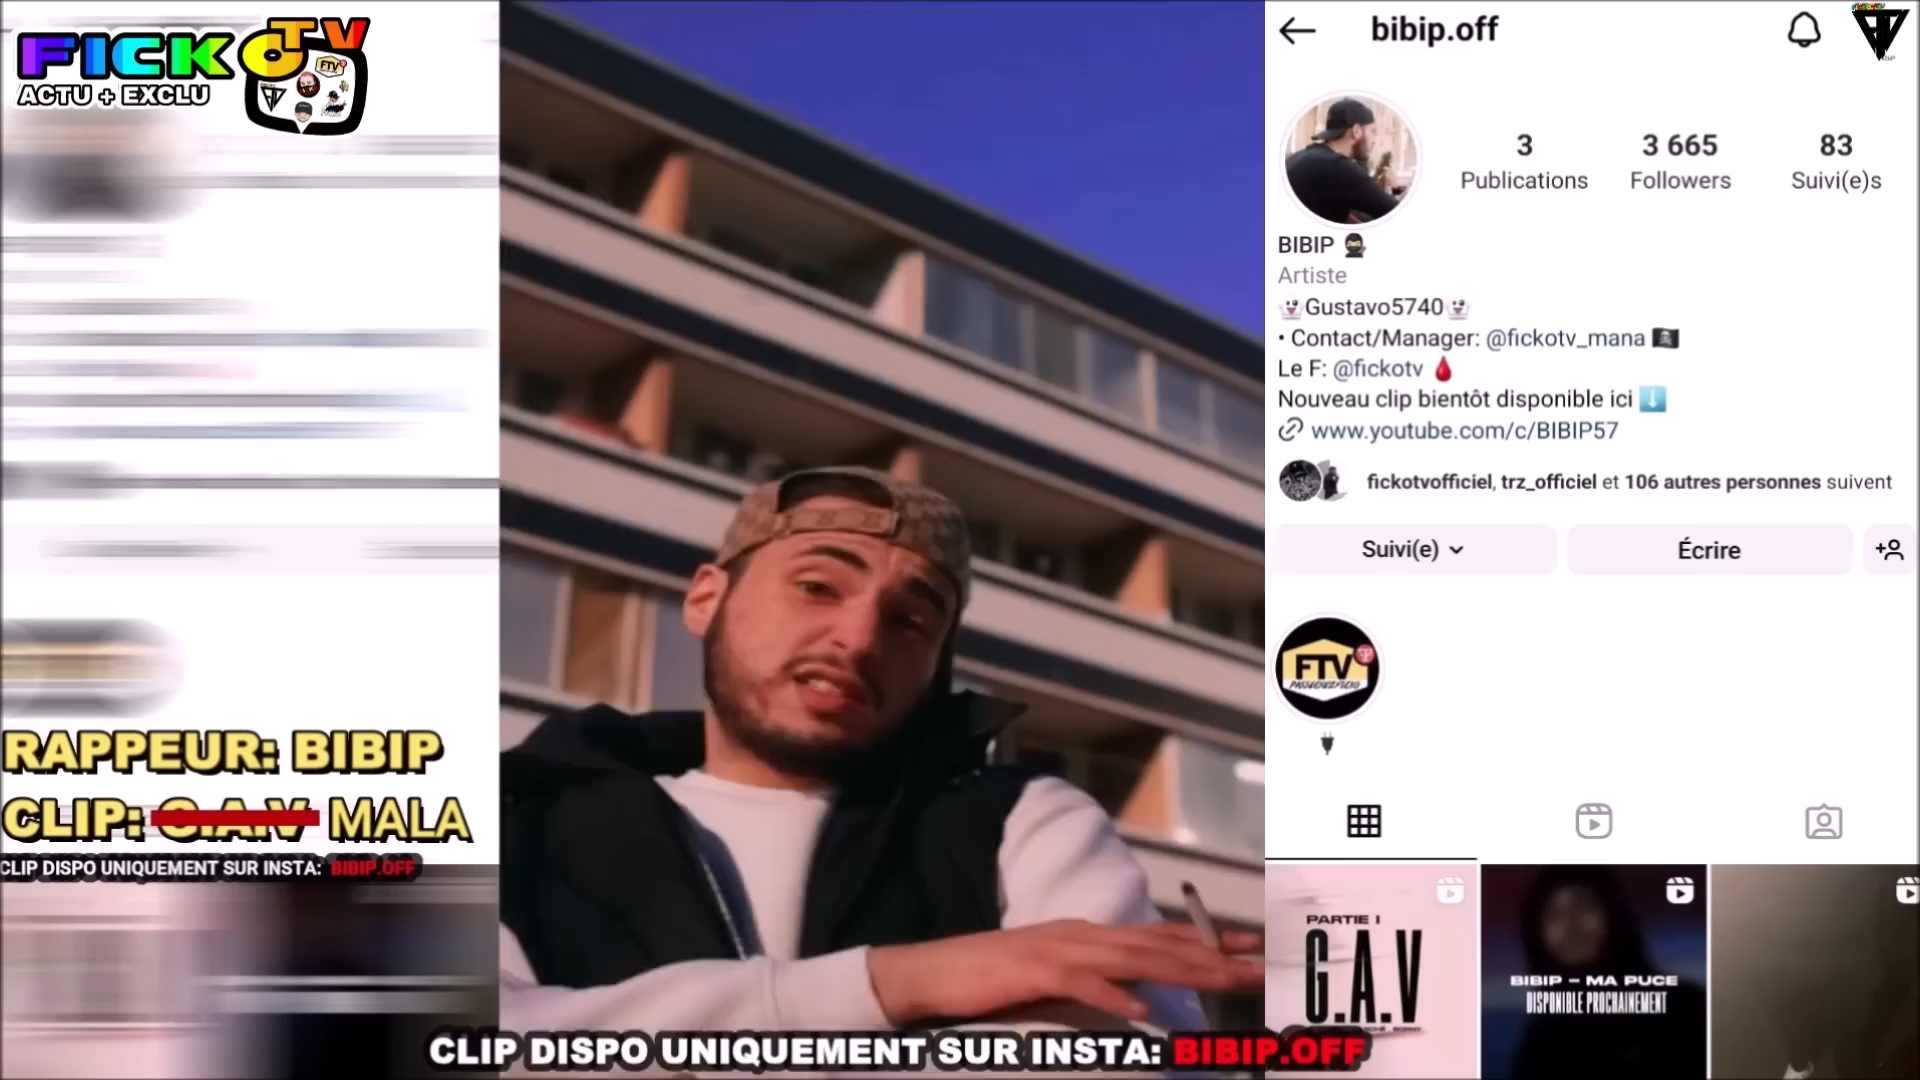 FICKO TV
ACTU + EXCLU
FTV
RAPPEUR: BIBIP
CLIP: G.A.V MALA
CLIP DISPO UNIQUEMENT SUR INSTA: BIBIP.OFF
CLIP DISPO UNIQUEMENT SUR INSTA: BIBIP.OFF
bibip.off
3
Publications
3 665
Followers
83
Suivi(e)s
BIBIP 🥷
Artiste
👻Gustavo5740👻
• Contact/Manager: @fickotv_mana 🏴‍☠️
Le F: @fickotv 🩸
Nouveau clip bientôt disponible ici ⬇️
www.youtube.com/c/BIBIP57
fickotvofficiel, trz_officiel et 106 autres personnes suivent
Suivi(e)
Écrire
FTV
PARTIE I
G.A.V
BIBIP – MA PUCE
DISPONIBLE PROCHAINEMENT